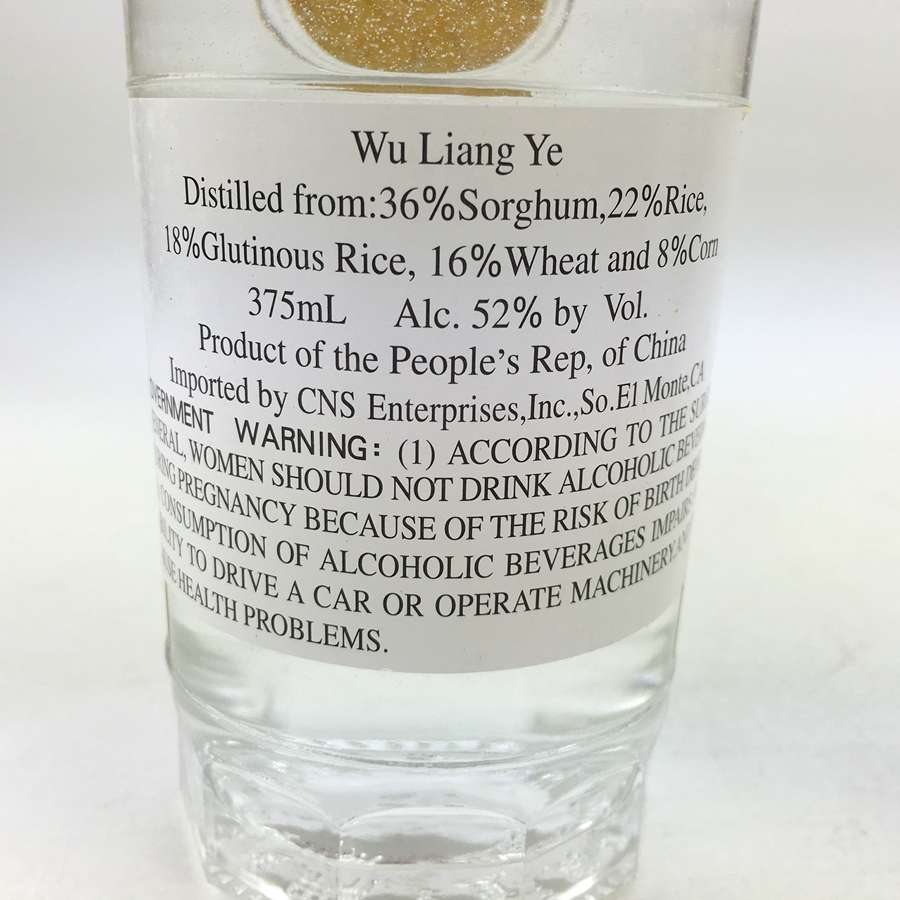 Wu Liang Ye
Distilled from:36%Sorghum,22%Rice,
18%Glutinous Rice, 16%Wheat and 8%Corn
375mL Alc. 52% by Vol.
Product of the People's Rep, of China
Imported by CNS Enterprises,Inc.,So.El Monte,CA
WARNING: (1) ACCORDING TO THE
WOMEN SHOULD NOT DRINK ALCOHOLIC
PREGNANCY BECAUSE OF THE RISK OF BIRTH
CONSUMPTION OF ALCOHOLIC BEVERAGES
TO DRIVE A CAR OR OPERATE MACHINERY,
HEALTH PROBLEMS.